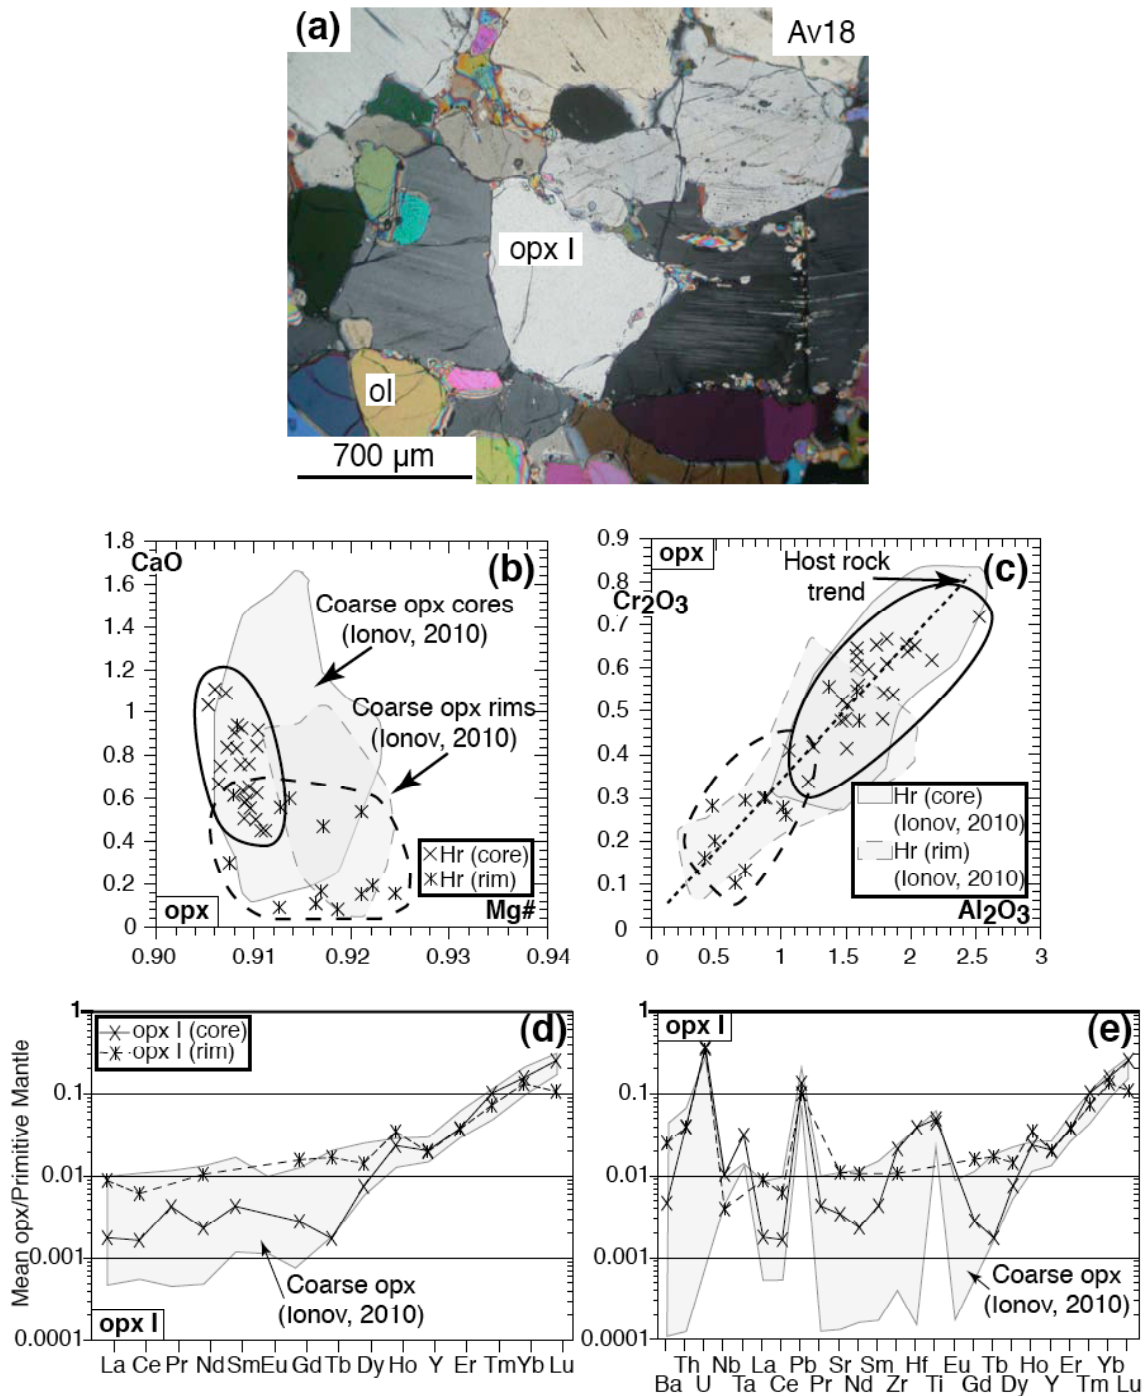 (a)
Av18
opx I
ol
700 µm
1.8
1.6
1.4
1.2
1
0.8
0.6
0.4
0.2
0
CaO
(b)
Coarse opx cores
(Ionov, 2010)
Coarse opx rims
(Ionov, 2010)
Hr (core)
Hr (rim)
opx
Mg#
0.90 0.91 0.92 0.93 0.94
0.9
0.8
0.7
0.6
0.5
0.4
0.3
0.2
0.1
0
opx
Cr2O3
Host rock
trend
(c)
Hr (core)
(Ionov, 2010)
Hr (rim)
(Ionov, 2010)
Al2O3
0 0.5 1 1.5 2 2.5 3
Mean opx/Primitive Mantle
1
0.1
0.01
0.001
0.0001
opx I (core)
opx I (rim)
(d)
Coarse opx
(Ionov, 2010)
opx I
La Ce Pr Nd Sm Eu Gd Tb Dy Ho Y Er Tm Yb Lu
1
0.1
0.01
0.001
0.0001
opx I
(e)
Coarse opx
(Ionov, 2010)
Th Nb La Pb Sr Sm Hf Eu Tb Ho Er Yb
Ba U Ta Ce Pr Nd Zr Ti Gd Dy Y Tm Lu